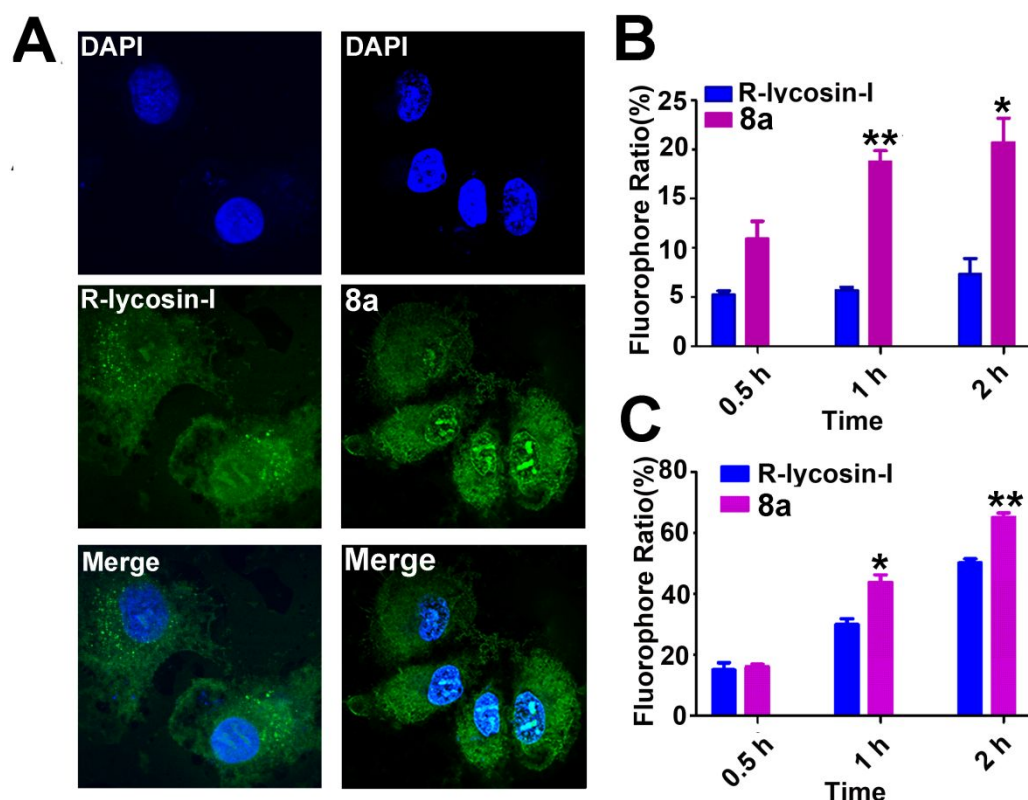 A
DAPI
DAPI
R-lycosin-I
8a
Merge
Merge
B
R-lycosin-I
8a
Fluorophore Ratio(%)
25
20
15
10
5
0
**
*
0.5 h
1 h
2 h
Time
C
R-lycosin-I
8a
Fluorophore Ratio(%)
80
60
40
20
0
*
**
0.5 h
1 h
2 h
Time